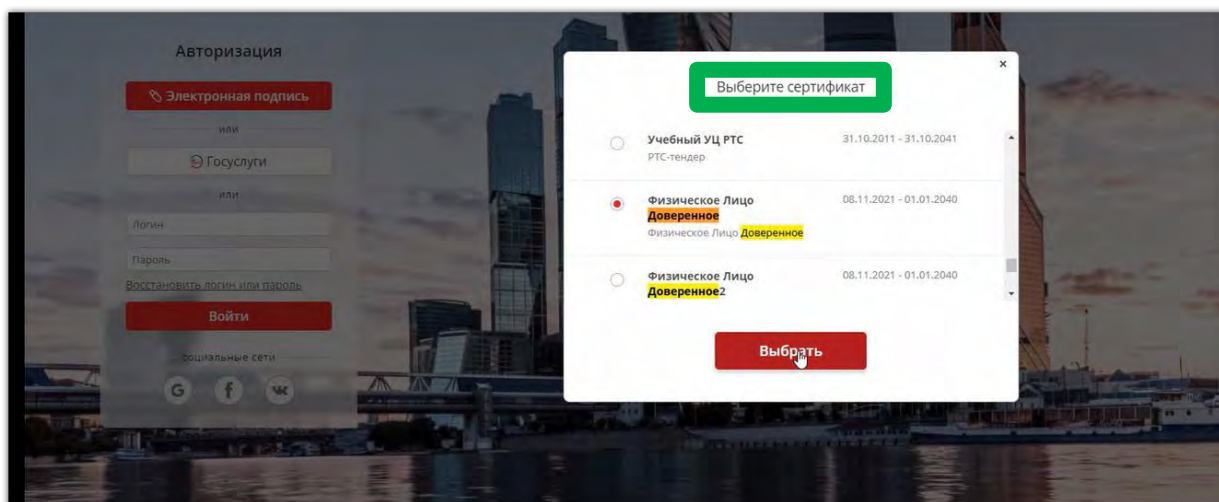 Авторизация
Электронная подпись
или
Госуслуги
или
Логин
Пароль
Восстановить логин или пароль
Войти
социальные сети
G f
Выберите сертификат
×
Учебный УЦ РТС 31.10.2011 - 31.10.2041
РТС-тендер
Физическое Лицо 08.11.2021 - 01.01.2040
Доверенное
Физическое Лицо Доверенное
Физическое Лицо 08.11.2021 - 01.01.2040
Доверенное2
Выбрать